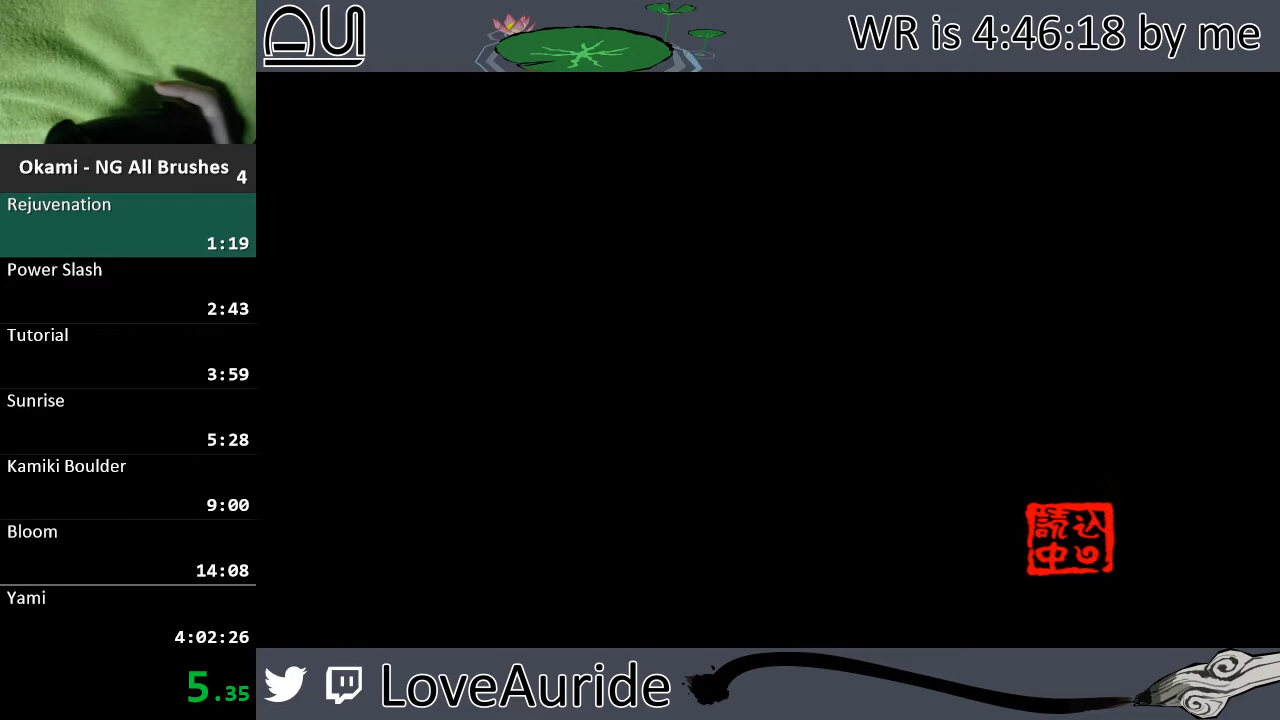 WR is 4:46:18 by me
Okami - NG All Brushes 4
Rejuvenation
1:19
Power Slash
2:43
Tutorial
3:59
Sunrise
5:28
Kamiki Boulder
9:00
Bloom
14:08
Yami
4:02:26
5.35
読込
中
LoveAuride